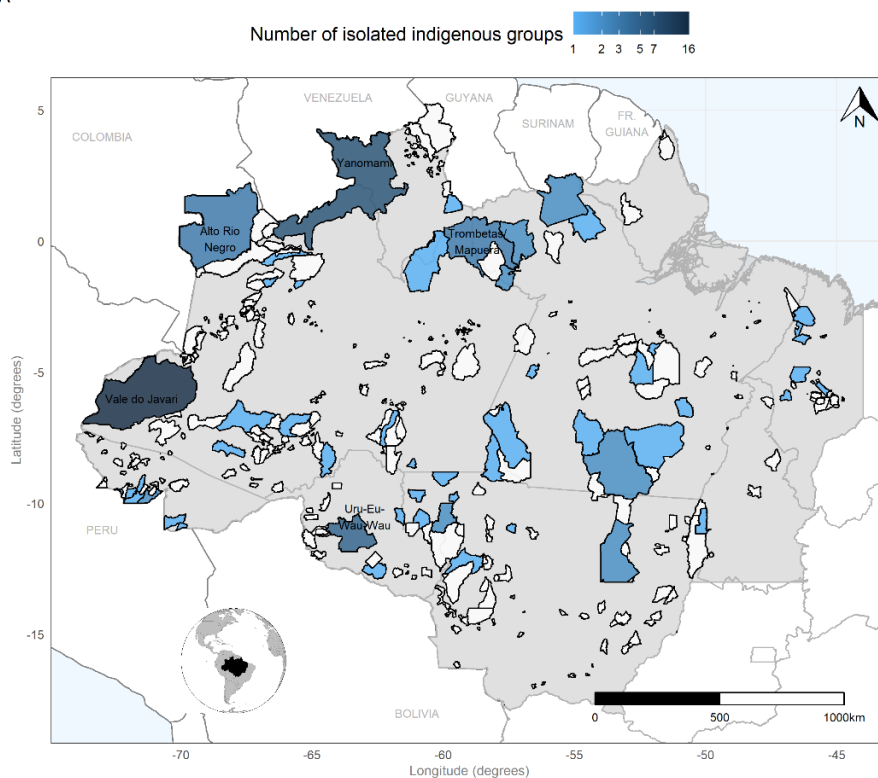 Number of isolated indigenous groups
1 2 3 5 7 16
5
0
-5
-10
-15
Latitude (degrees)
VENEZUELA
GUYANA
SURINAM
FR.
GUIANA
COLOMBIA
N
Yanomami
Alto Rio
Negro
Trombetas/
Mapuera
Vale do Javari
Uru-Eu-
Wau-Wau
PERU
BOLIVIA
0 500 1000km
-70 -65 -60 -55 -50 -45
Longitude (degrees)